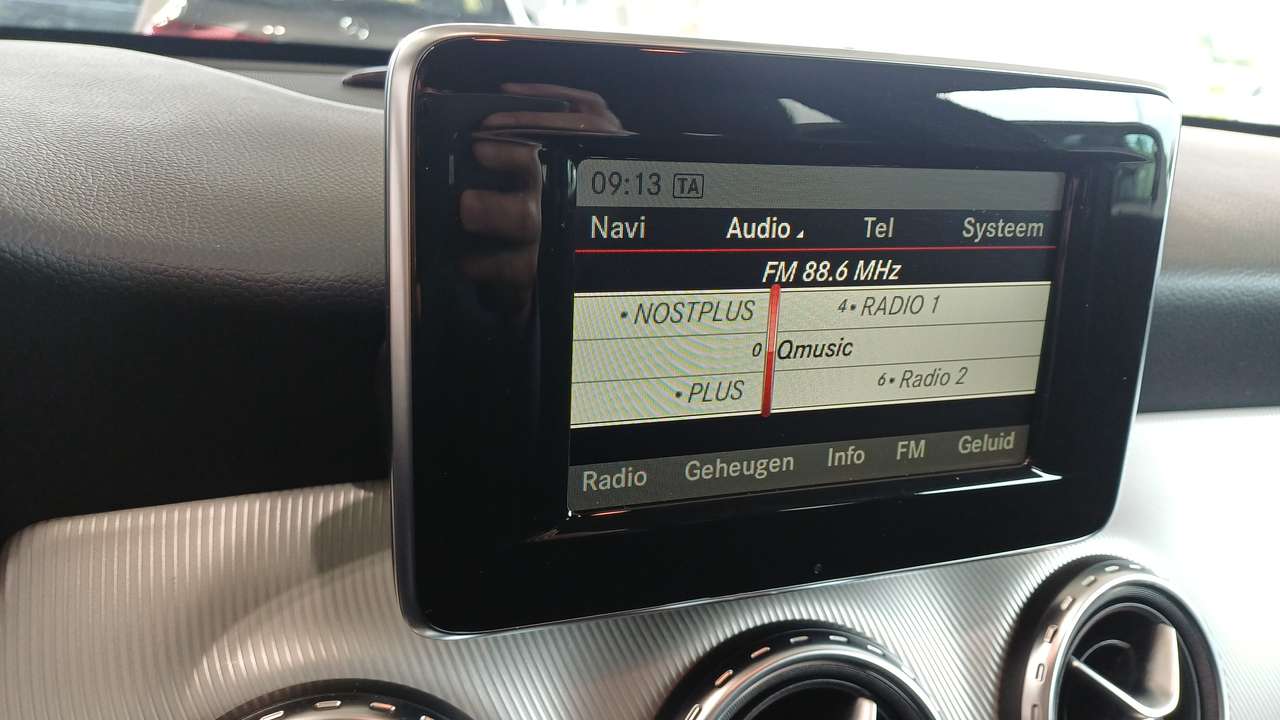 09:13 TA
Navi Audio Tel Systeem
FM 88.6 MHz
• NOSTPLUS 4• RADIO 1
0 Qmusic
• PLUS 6• Radio 2
Radio Geheugen Info FM Geluid